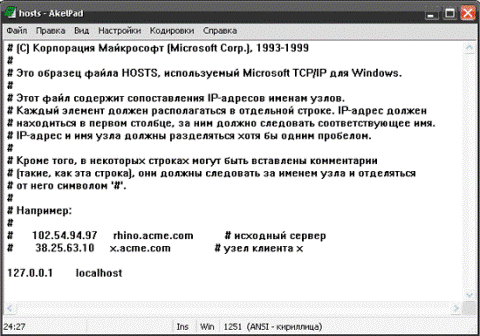 hosts - AkelPad
Файл Правка Вид Настройки Кодировки Справка
# (C) Корпорация Майкрософт (Microsoft Corp.), 1993-1999
#
# Это образец файла HOSTS, используемый Microsoft TCP/IP для Windows.
#
# Этот файл содержит сопоставления IP-адресов именам узлов.
# Каждый элемент должен располагаться в отдельной строке. IP-адрес должен
# находиться в первом столбце, за ним должно следовать соответствующее имя.
# IP-адрес и имя узла должны разделяться хотя бы одним пробелом.
#
# Кроме того, в некоторых строках могут быть вставлены комментарии
# (такие, как эта строка), они должны следовать за именем узла и отделяться
# от него символом '#'.
#
# Например:
#
# 102.54.94.97 rhino.acme.com # исходный сервер
# 38.25.63.10 x.acme.com # узел клиента x
127.0.0.1 localhost
24:27 Ins Win 1251 (ANSI - кириллица)